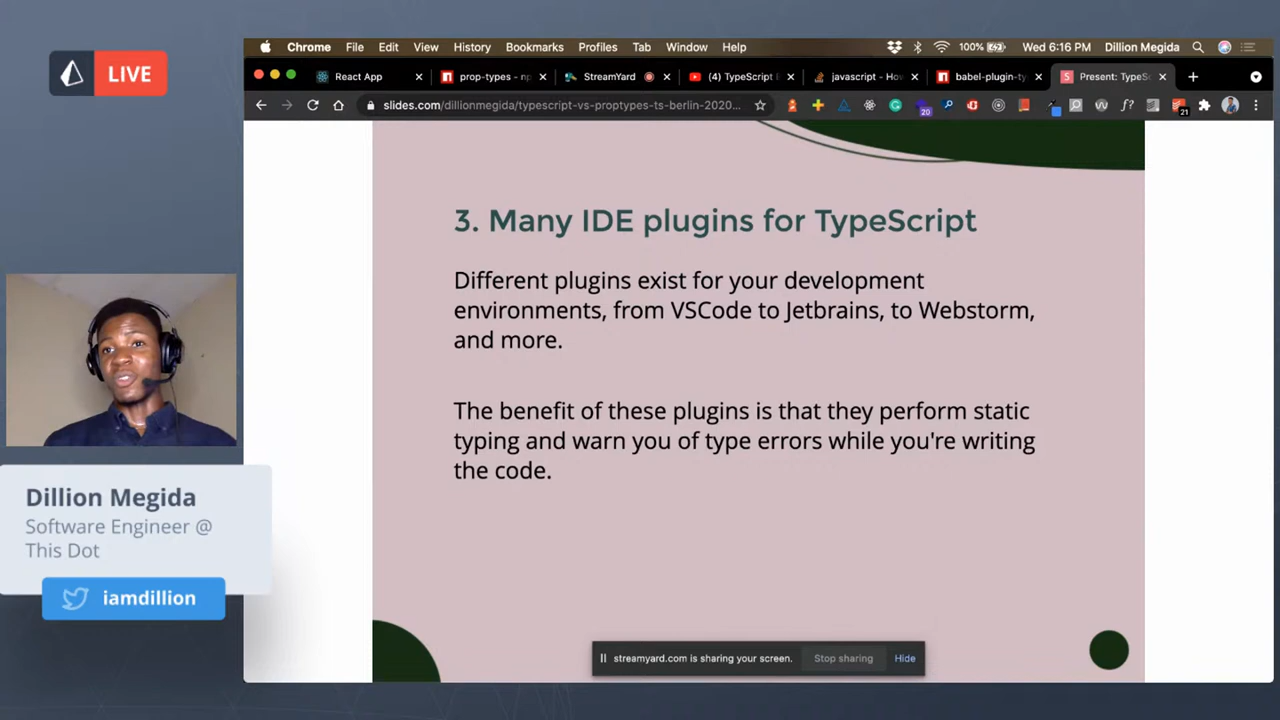 LIVE
Chrome File Edit View History Bookmarks Profiles Tab Window Help 100% Wed 6:16 PM Dillion Megida
React App prop-types - np StreamYard (4) TypeScript javascript - How babel-plugin-ty Present: TypeSc
slides.com/dillionmegida/typescript-vs-proptypes-ts-berlin-2020... 20 f? 21
3. Many IDE plugins for TypeScript
Different plugins exist for your development
environments, from VSCode to Jetbrains, to Webstorm,
and more.
The benefit of these plugins is that they perform static
typing and warn you of type errors while you're writing
the code.
Dillion Megida
Software Engineer @
This Dot
iamdillion
streamyard.com is sharing your screen. Stop sharing Hide